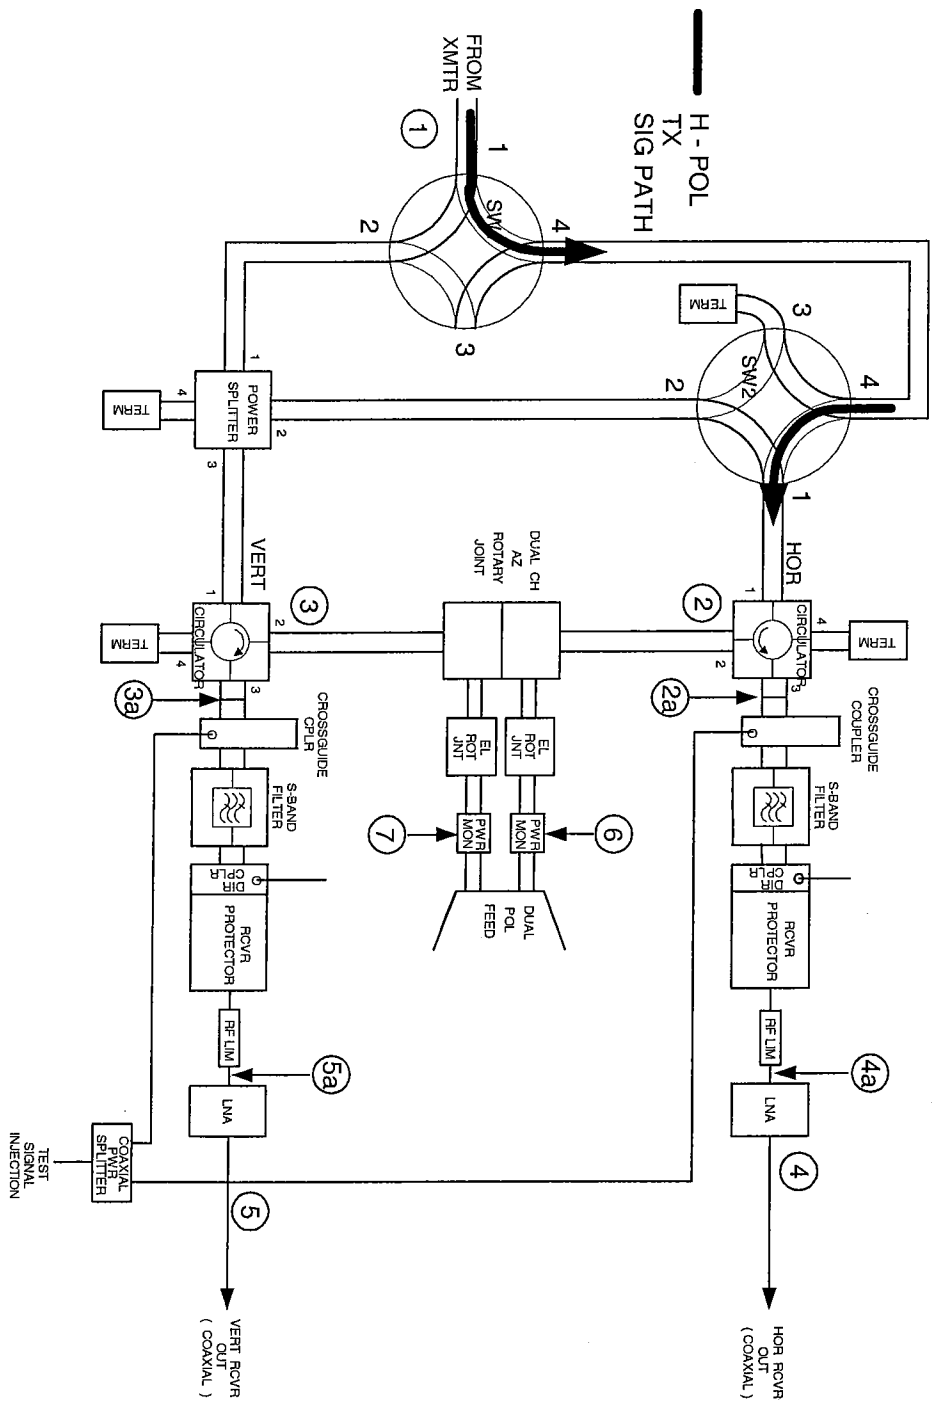 H - POL
TX
SIG PATH
FROM
XMTR
1
1
SW
4
2
3
TERM
3
SW2
4
2
1
1
POWER
SPLITTER
4
2
3
TERM
VERT
HOR
DUAL CH
AZ
ROTARY
JOINT
3
2
1
CIRCULATOR
2
4
3
TERM
1
CIRCULATOR
4
2
3
TERM
3a
2a
CROSSGUIDE
CPLR
CROSSGUIDE
COUPLER
EL
ROT
JNT
EL
ROT
JNT
S-BAND
FILTER
S-BAND
FILTER
7
6
PWR
MON
PWR
MON
DUAL
POL
FEED
DIR
CPLR
RCVR
PROTECTOR
DIR
CPLR
RCVR
PROTECTOR
RF LIM
RF LIM
5a
4a
LNA
LNA
TEST
SIGNAL
INJECTION
COAXIAL
PWR
SPLITTER
5
4
VERT RCVR
OUT
( COAXIAL )
HOR RCVR
OUT
( COAXIAL )